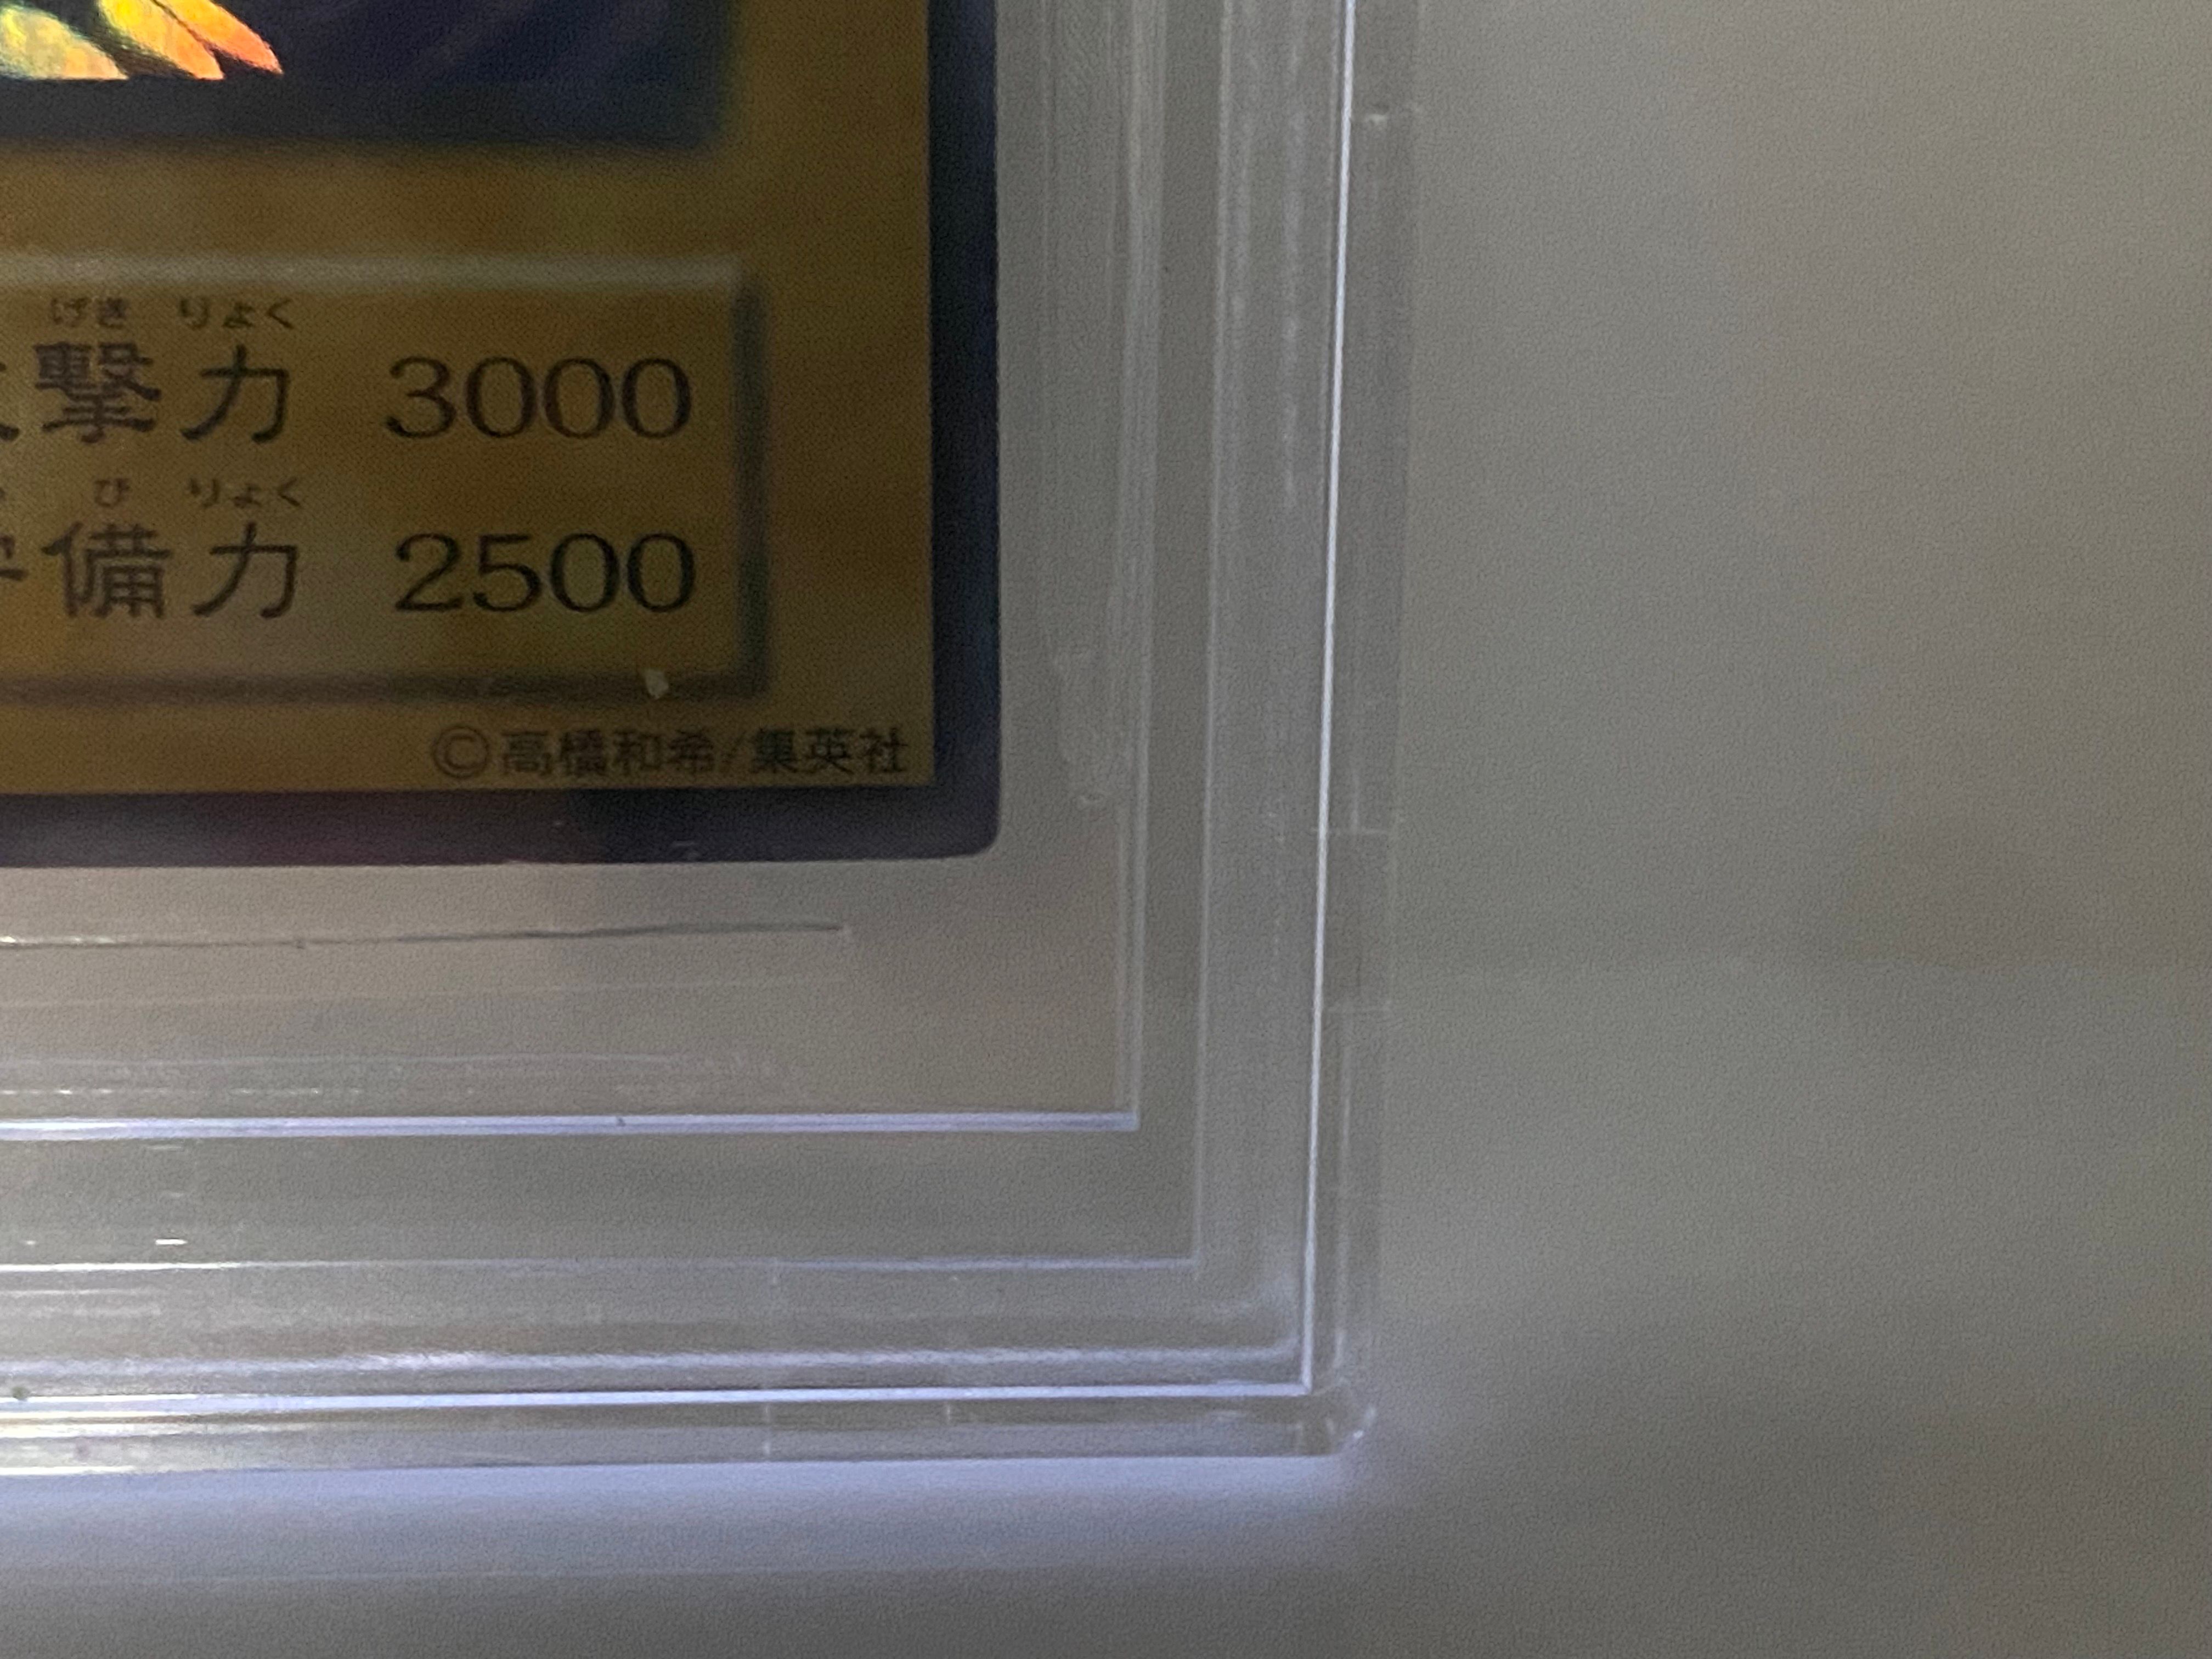 げき りょく
撃力 3000
び りょく
備力 2500
©高橋和希/集英社